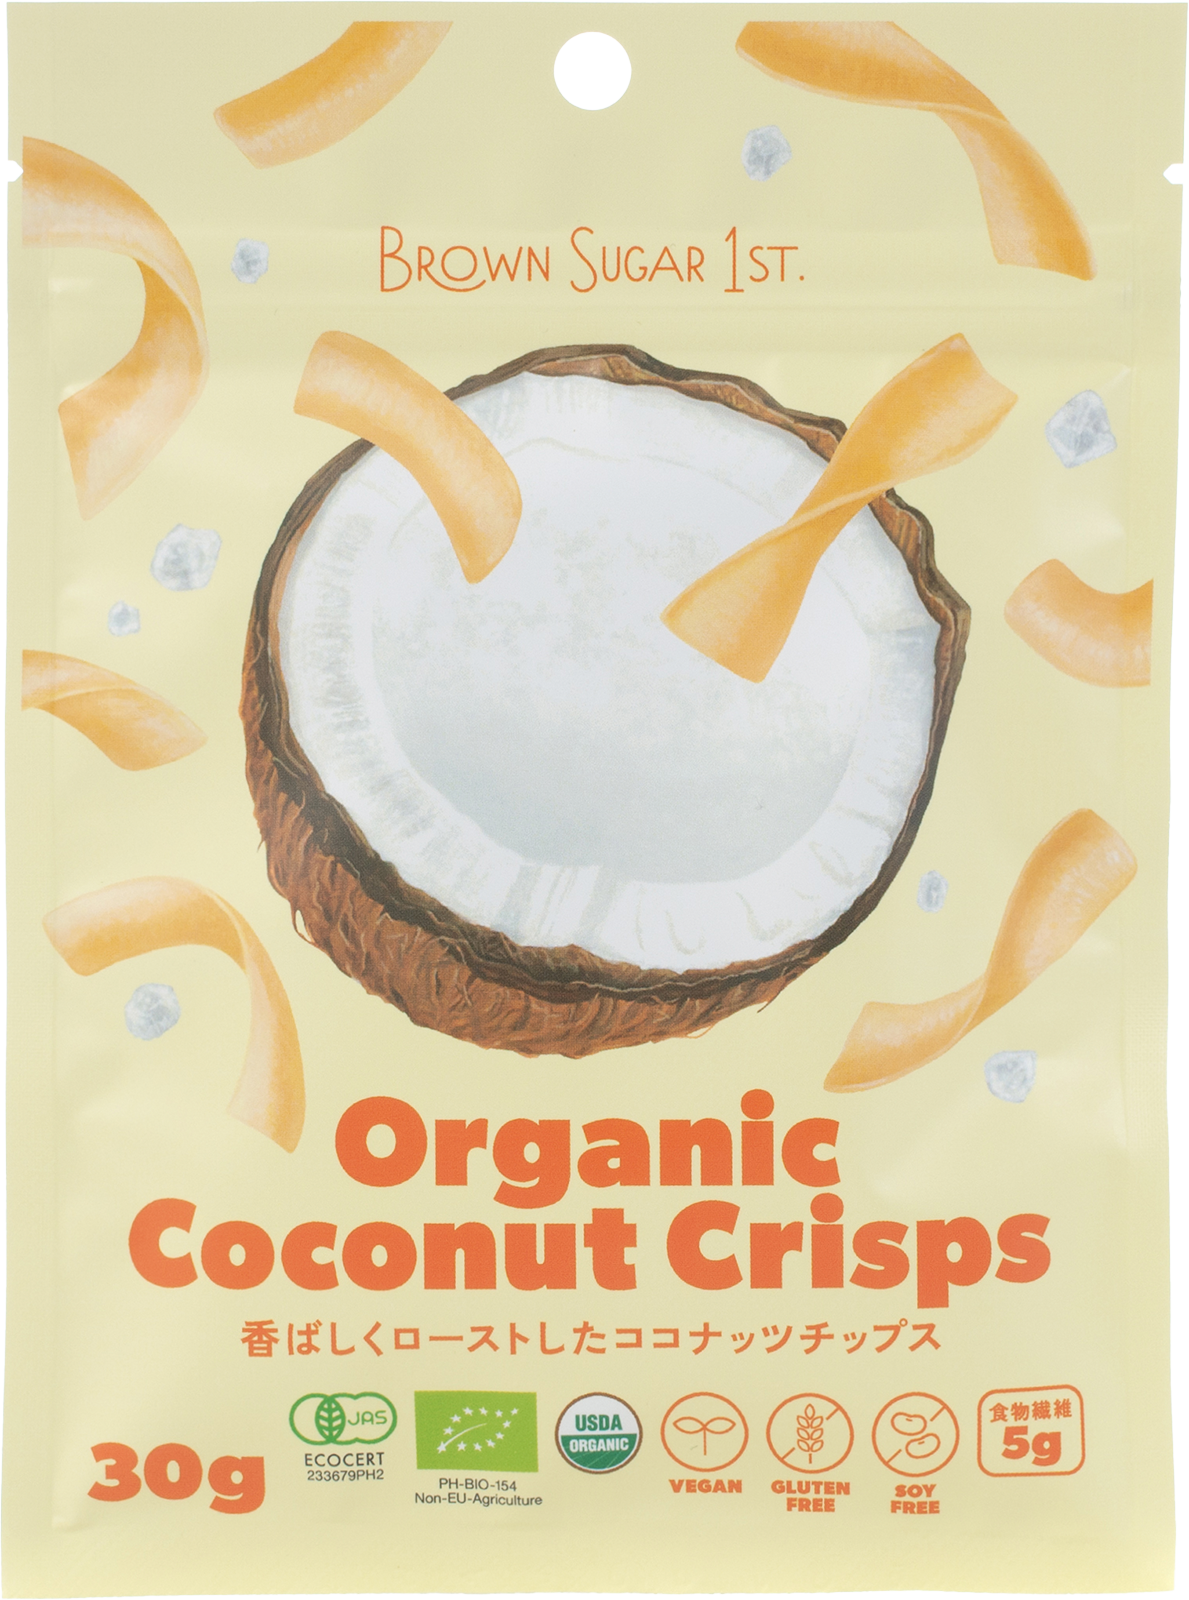 BROWN SUGAR 1ST.
Organic
Coconut Crisps
香ばしくローストしたココナッツチップス
30g
JAS
ECOCERT
233679PH2
PH-BIO-154
Non-EU-Agriculture
USDA
ORGANIC
VEGAN
GLUTEN
FREE
SOY
FREE
食物繊維
5g